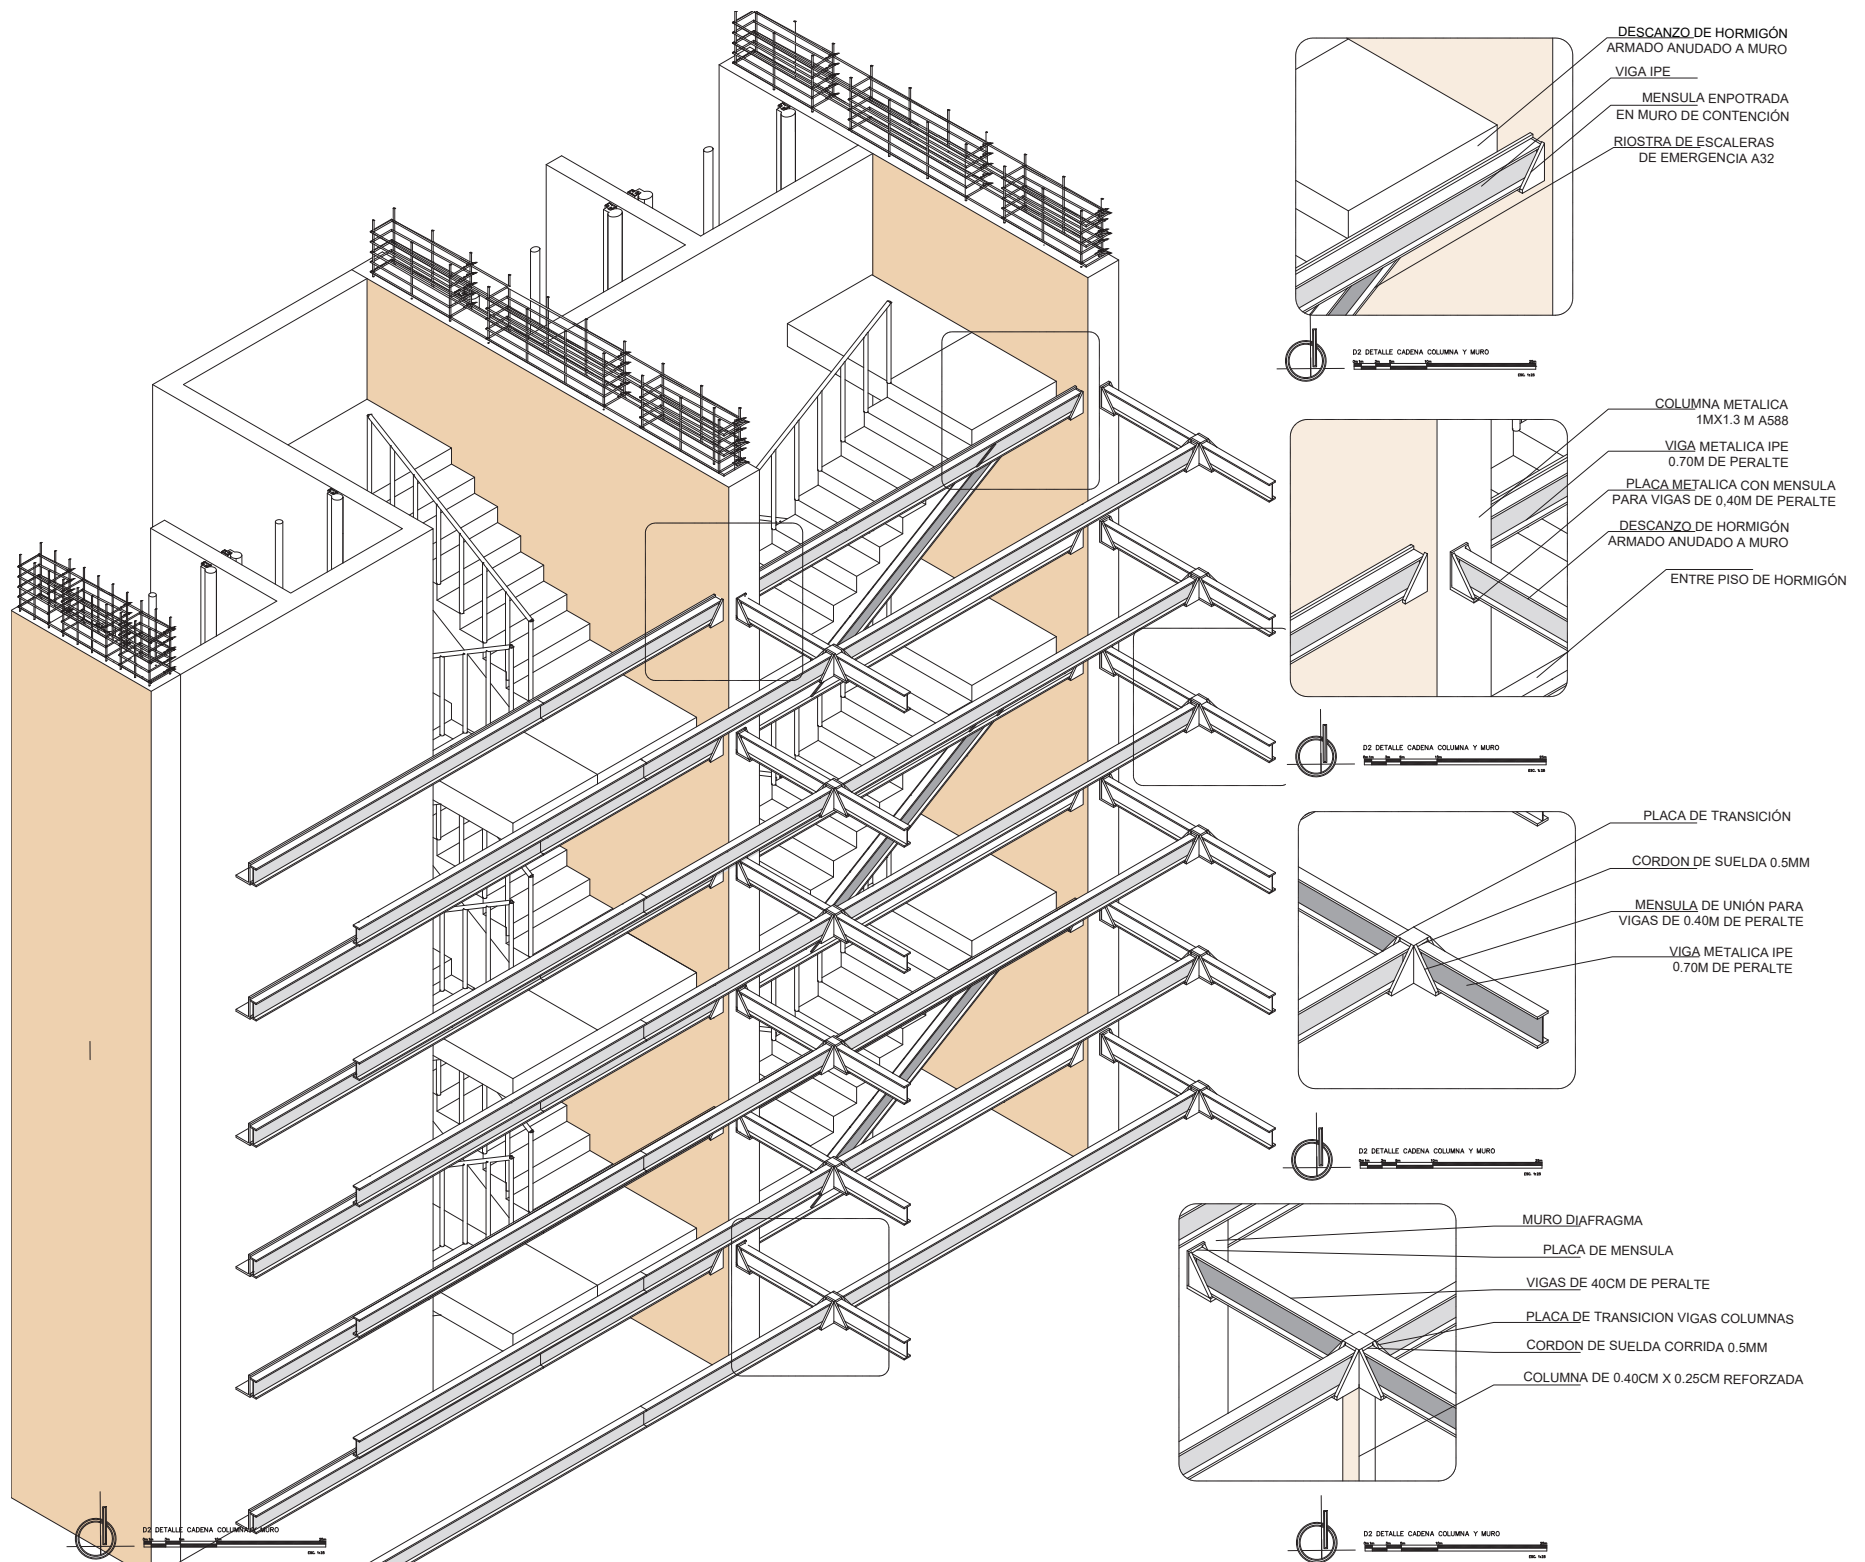 DESCANZO DE HORMIGÓN
ARMADO ANUDADO A MURO
VIGA IPE
MENSULA ENPOTRADA
EN MURO DE CONTENCIÓN
RIOSTRA DE ESCALERAS
DE EMERGENCIA A32
D2 DETALLE CADENA COLUMNA Y MURO
COLUMNA METALICA
1MX1.3 M A588
VIGA METALICA IPE
0.70M DE PERALTE
PLACA METALICA CON MENSULA
PARA VIGAS DE 0,40M DE PERALTE
DESCANZO DE HORMIGÓN
ARMADO ANUDADO A MURO
ENTRE PISO DE HORMIGÓN
D2 DETALLE CADENA COLUMNA Y MURO
PLACA DE TRANSICIÓN
CORDON DE SUELDA 0.5MM
MENSULA DE UNIÓN PARA
VIGAS DE 0.40M DE PERALTE
VIGA METALICA IPE
0.70M DE PERALTE
D2 DETALLE CADENA COLUMNA Y MURO
MURO DIAFRAGMA
PLACA DE MENSULA
VIGAS DE 40CM DE PERALTE
PLACA DE TRANSICION VIGAS COLUMNAS
CORDON DE SUELDA CORRIDA 0.5MM
COLUMNA DE 0.40CM X 0.25CM REFORZADA
D2 DETALLE CADENA COLUMNA Y MURO
D2 DETALLE CADENA COLUMNA Y MURO